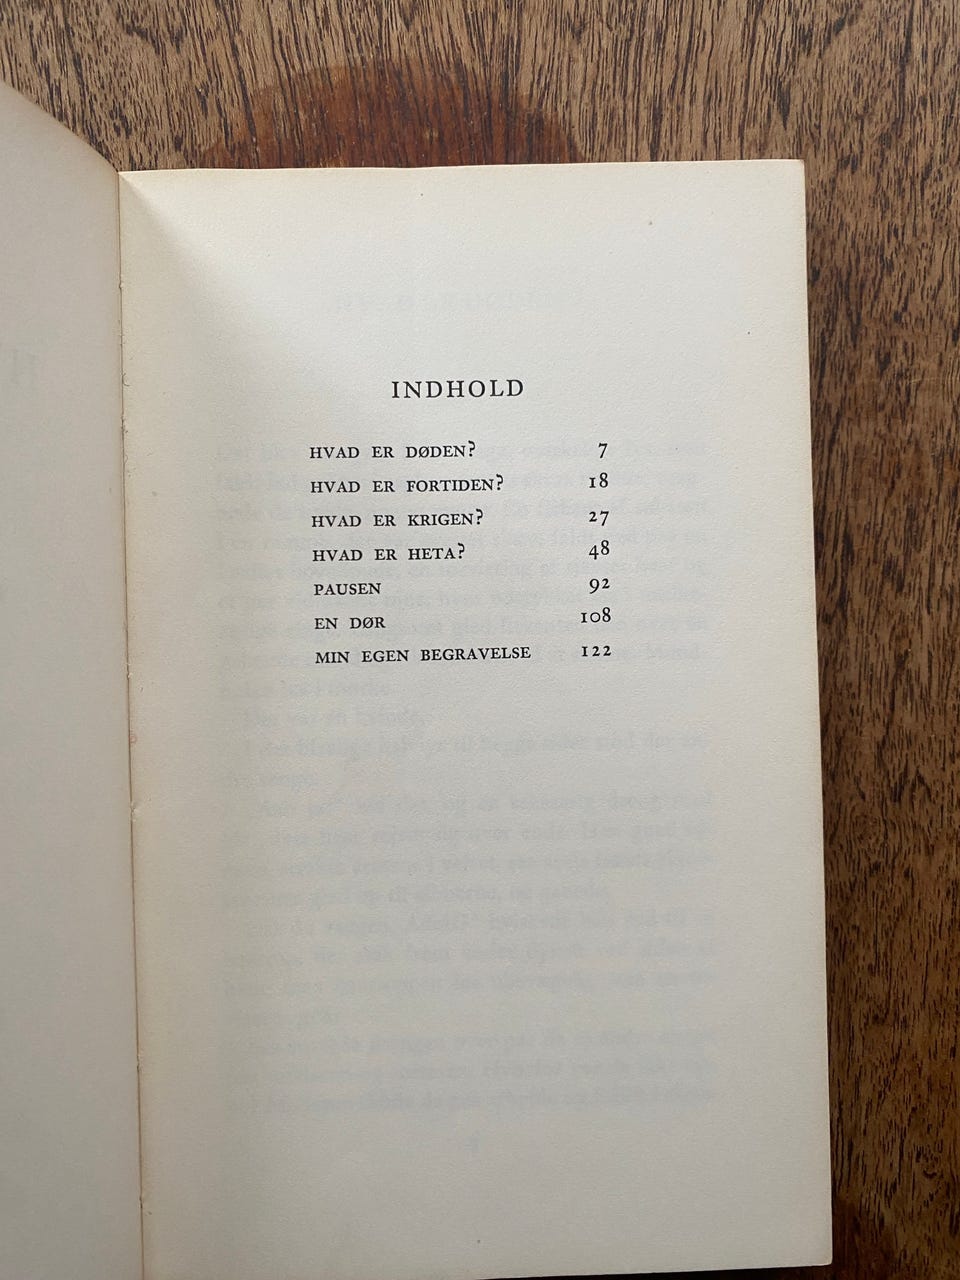 INDHOLD
HVAD ER DØDEN? 7
HVAD ER FORTIDEN? 18
HVAD ER KRIGEN? 27
HVAD ER HETA? 48
PAUSEN 92
EN DØR 108
MIN EGEN BEGRAVELSE 122